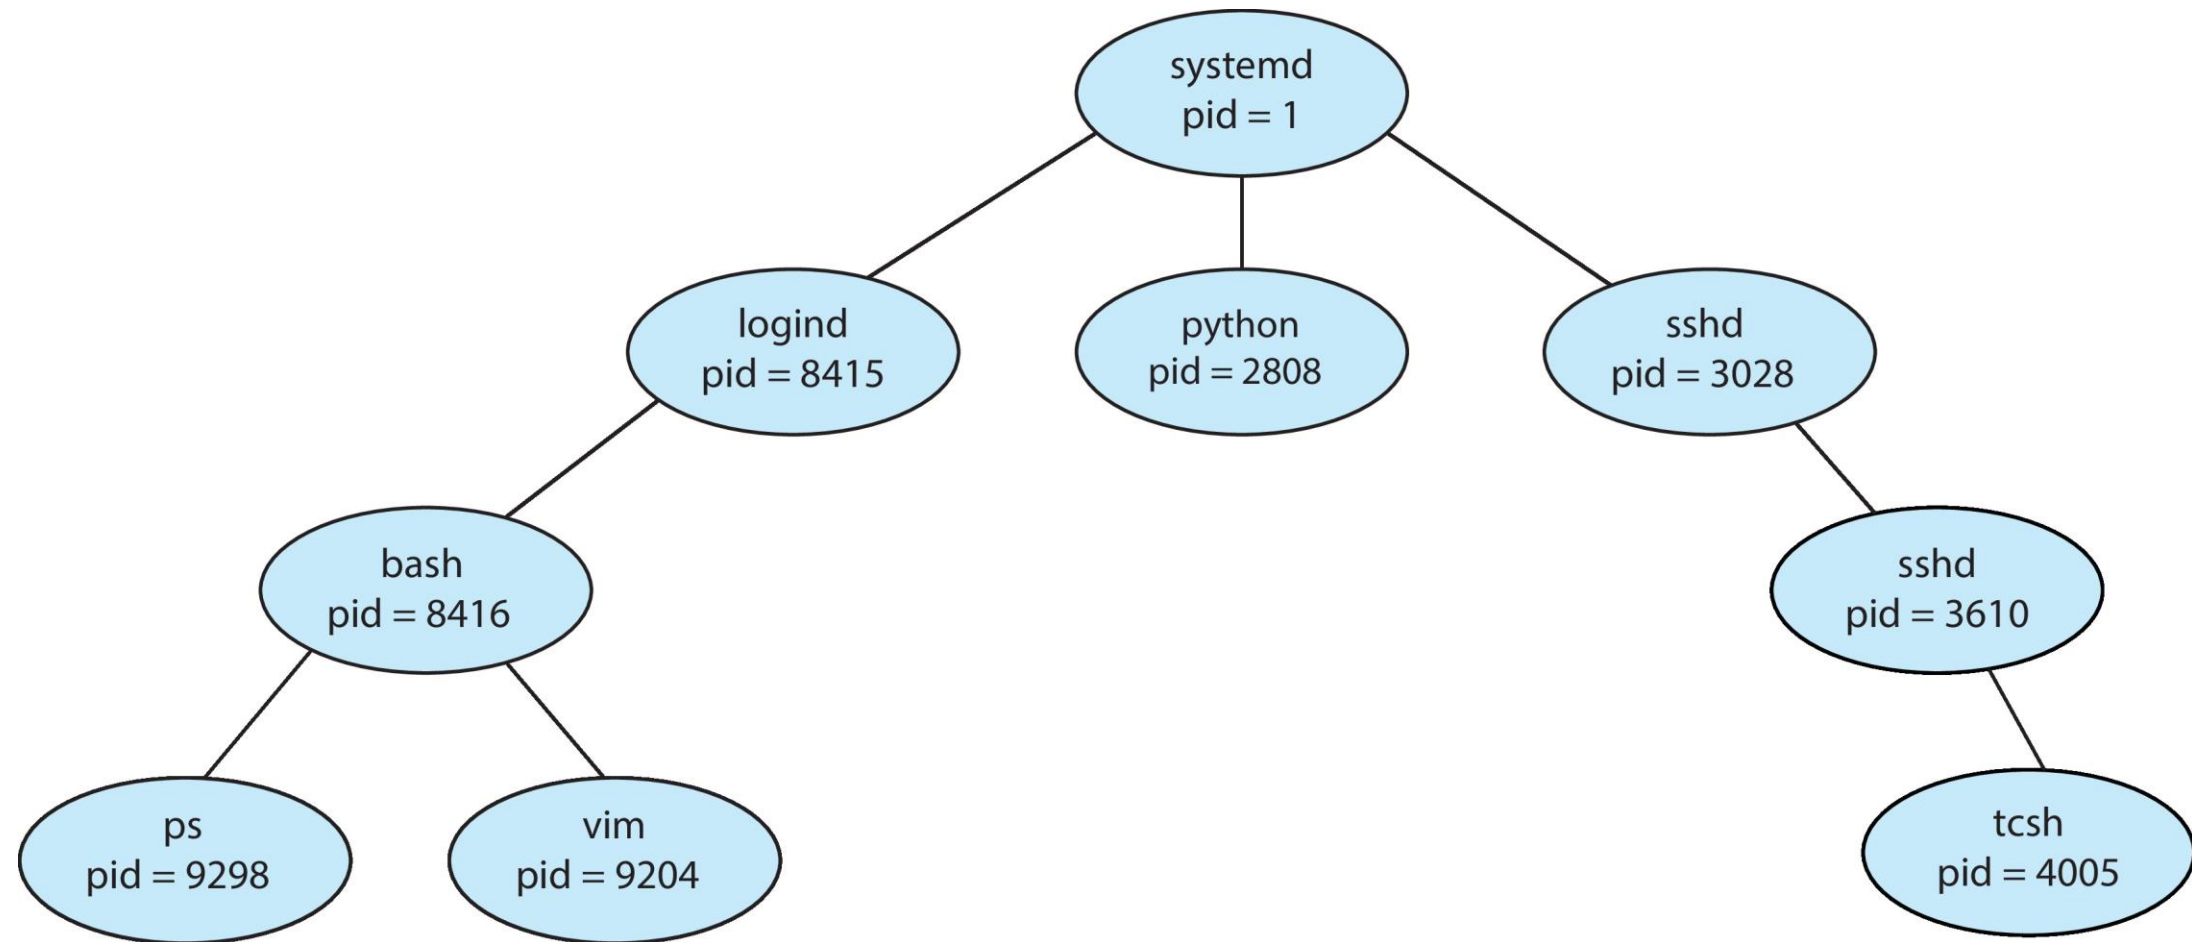 systemd
pid = 1
logind
pid = 8415
python
pid = 2808
sshd
pid = 3028
bash
pid = 8416
sshd
pid = 3610
ps
pid = 9298
vim
pid = 9204
tcsh
pid = 4005